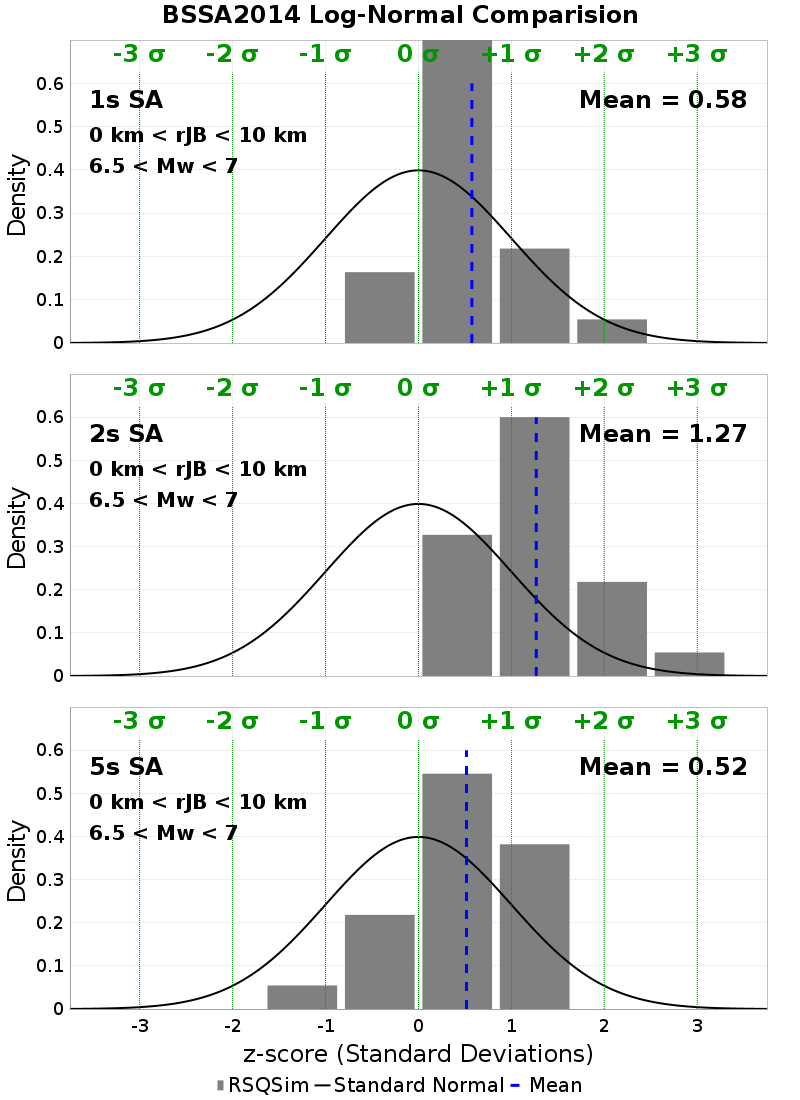 BSSA2014 Log-Normal Comparision
-3 σ -2 σ -1 σ 0 σ +1 σ +2 σ +3 σ
1s SA Mean = 0.58
0 km < rJB < 10 km
6.5 < Mw < 7
Density
0.6
0.5
0.4
0.3
0.2
0.1
0
-3 σ -2 σ -1 σ 0 σ +1 σ +2 σ +3 σ
2s SA Mean = 1.27
0 km < rJB < 10 km
6.5 < Mw < 7
Density
0.6
0.5
0.4
0.3
0.2
0.1
0
-3 σ -2 σ -1 σ 0 σ +1 σ +2 σ +3 σ
5s SA Mean = 0.52
0 km < rJB < 10 km
6.5 < Mw < 7
Density
0.6
0.5
0.4
0.3
0.2
0.1
0
-3 -2 -1 0 1 2 3
z-score (Standard Deviations)
RSQSim Standard Normal Mean